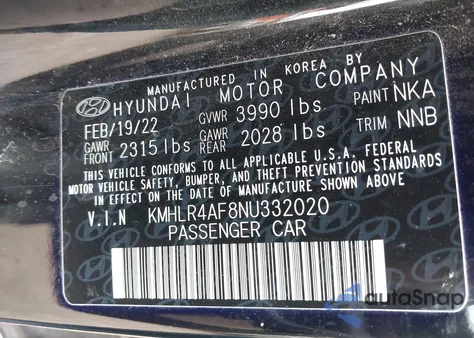 MANUFACTURED IN KOREA BY
HYUNDAI MOTOR COMPANY
FEB/19/22 GVWR 3990 lbs PAINT NKA
GAWR FRONT 2315 lbs GAWR REAR 2028 lbs TRIM NNB
THIS VEHICLE CONFORMS TO ALL APPLICABLE U.S.A. FEDERAL
MOTOR VEHICLE SAFETY, BUMPER, AND THEFT PREVENTION STANDARDS
IN EFFECT ON THE DATE OF MANUFACTURE SHOWN ABOVE
V.I.N KMHLR4AF8NU332020
PASSENGER CAR
autoSnap